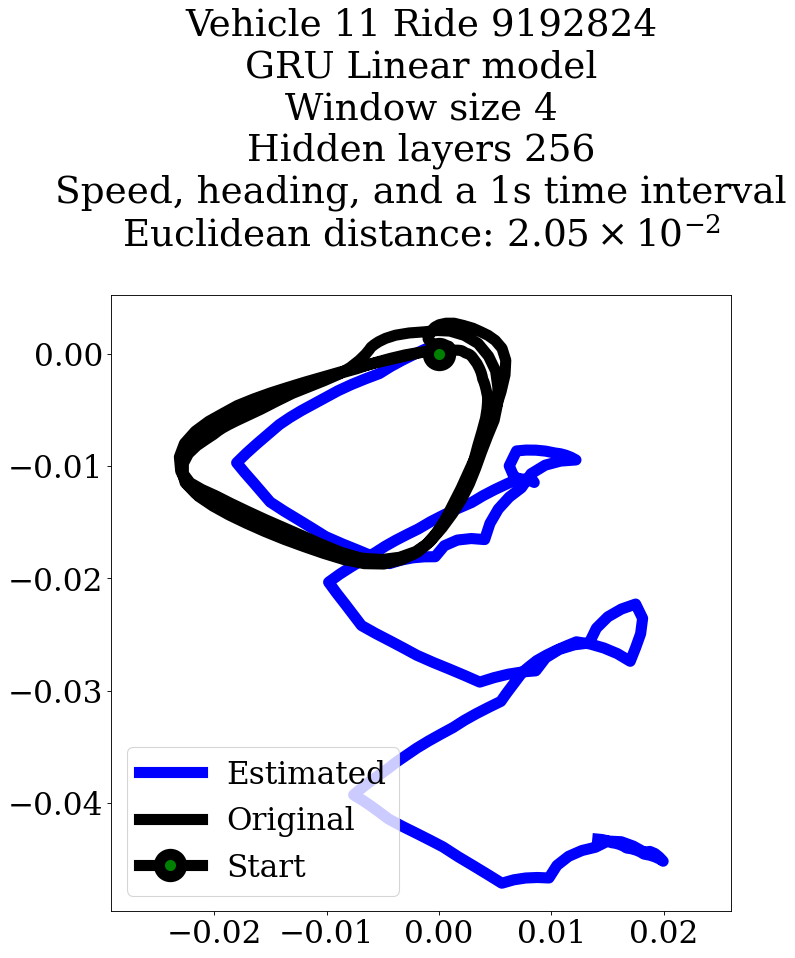 Vehicle 11 Ride 9192824
GRU Linear model
Window size 4
Hidden layers 256
Speed, heading, and a 1s time interval
Euclidean distance: 2.05 × 10⁻²
0.00
−0.01
−0.02
−0.03
−0.04
Estimated
Original
Start
−0.02 −0.01 0.00 0.01 0.02